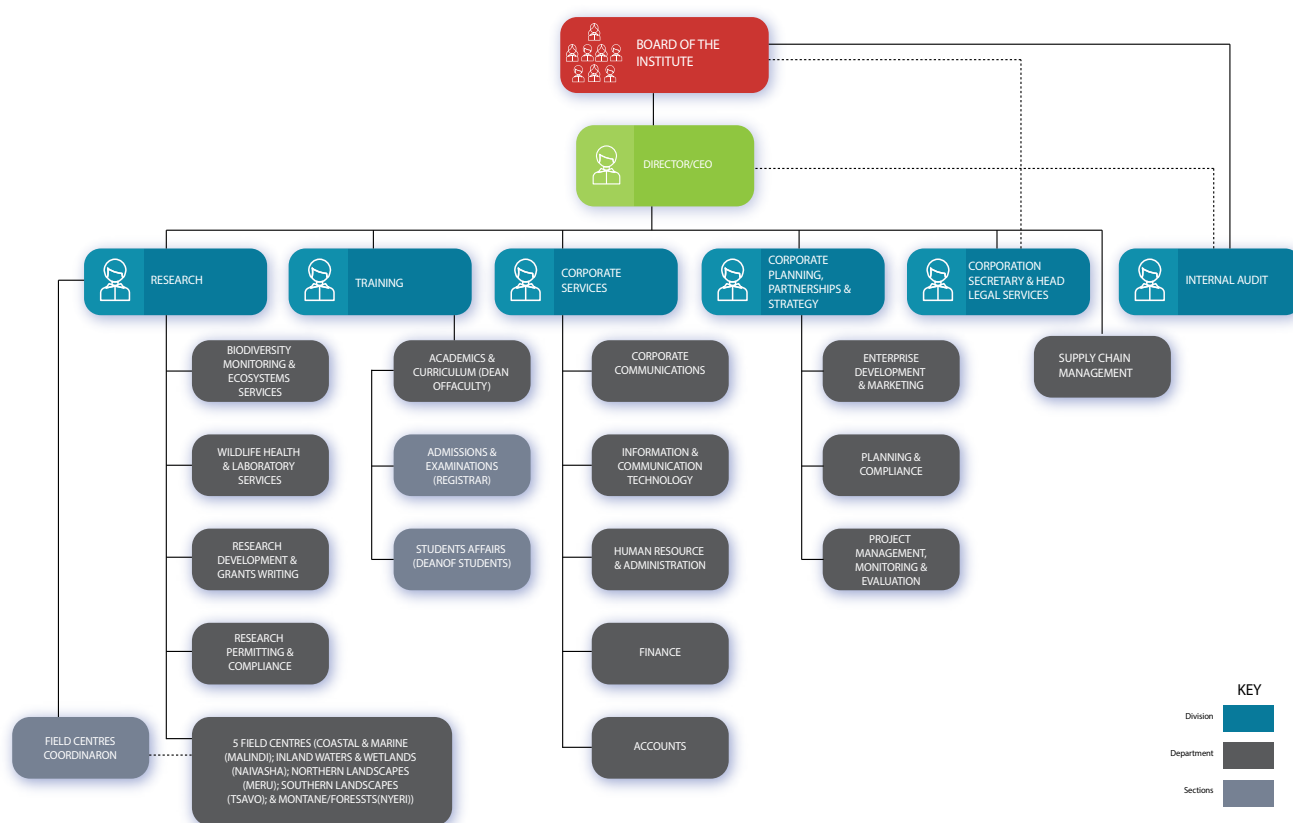 BOARD OF THE
INSTITUTE
DIRECTOR/CEO
RESEARCH
TRAINING
CORPORATE
SERVICES
CORPORATE
PLANNING,
PARTNERSHIPS &
STRATEGY
CORPORATION
SECRETARY & HEAD
LEGAL SERVICES
INTERNAL AUDIT
BIODIVERSITY
MONITORING &
ECOSYSTEMS
SERVICES
ACADEMICS &
CURRICULUM (DEAN
OFFACULTY)
CORPORATE
COMMUNICATIONS
ENTERPRISE
DEVELOPMENT
& MARKETING
SUPPLY CHAIN
MANAGEMENT
WILDLIFE HEALTH
& LABORATORY
SERVICES
ADMISSIONS &
EXAMINATIONS
(REGISTRAR)
INFORMATION &
COMMUNICATION
TECHNOLOGY
PLANNING &
COMPLIANCE
RESEARCH
DEVELOPMENT &
GRANTS WRITING
STUDENTS AFFAIRS
(DEANOF STUDENTS)
HUMAN RESOURCE
& ADMINISTRATION
PROJECT
MANAGEMENT,
MONITORING &
EVALUATION
RESEARCH
PERMITTING &
COMPLIANCE
FINANCE
FIELD CENTRES
COORDINARON
5 FIELD CENTRES (COASTAL & MARINE
(MALINDI); INLAND WATERS & WETLANDS
(NAIVASHA); NORTHERN LANDSCAPES
(MERU); SOUTHERN LANDSCAPES
(TSAVO); & MONTANE/FORESSTS(NYERI))
ACCOUNTS
KEY
Division
Department
Sections